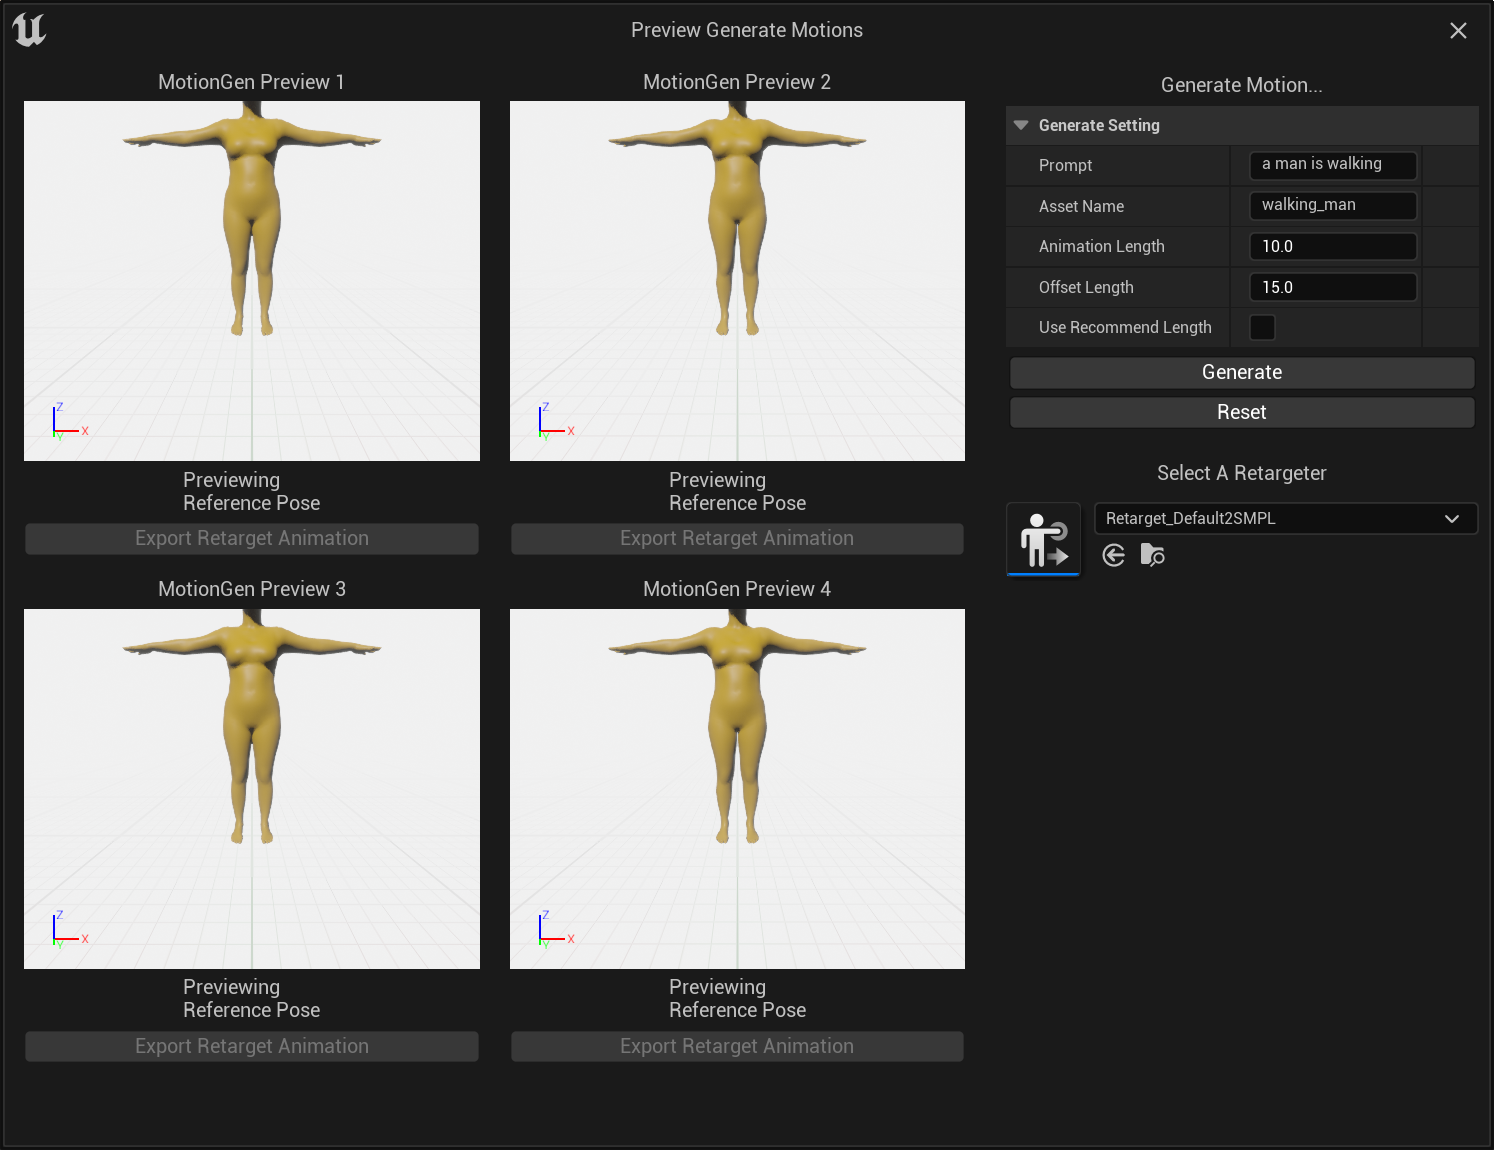 Preview Generate Motions
MotionGen Preview 1
MotionGen Preview 2
Z
X
Y
Z
X
Y
Previewing
Reference Pose
Previewing
Reference Pose
Export Retarget Animation
Export Retarget Animation
MotionGen Preview 3
MotionGen Preview 4
Z
X
Y
Z
X
Y
Previewing
Reference Pose
Previewing
Reference Pose
Export Retarget Animation
Export Retarget Animation
Generate Motion...
Generate Setting
Prompt a man is walking
Asset Name walking_man
Animation Length 10.0
Offset Length 15.0
Use Recommend Length
Generate
Reset
Select A Retargeter
Retarget_Default2SMPL